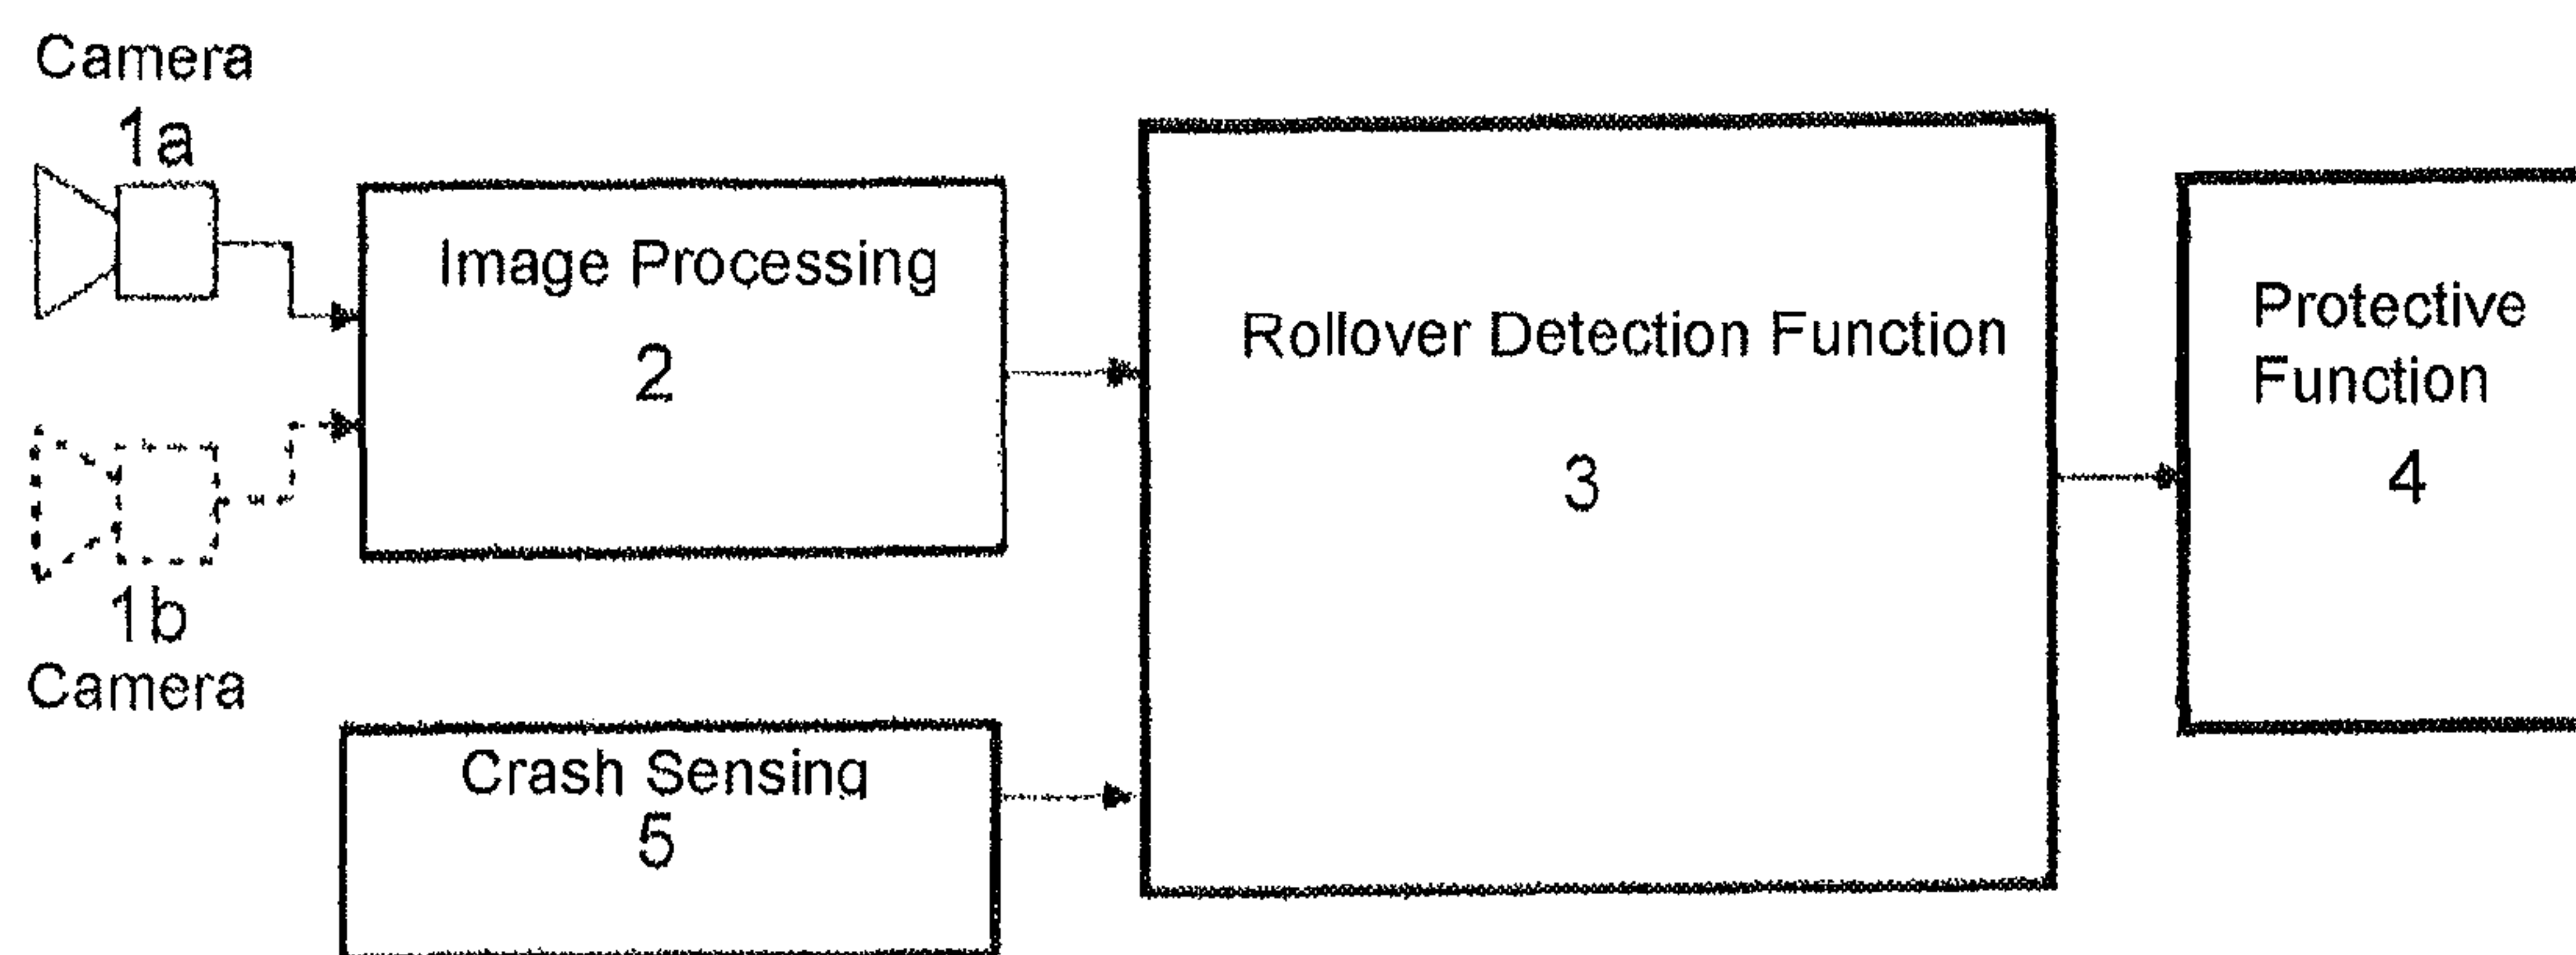 Camera
1a
Image Processing
2
1b
Camera
Crash Sensing
5
Rollover Detection Function
3
Protective
Function
4